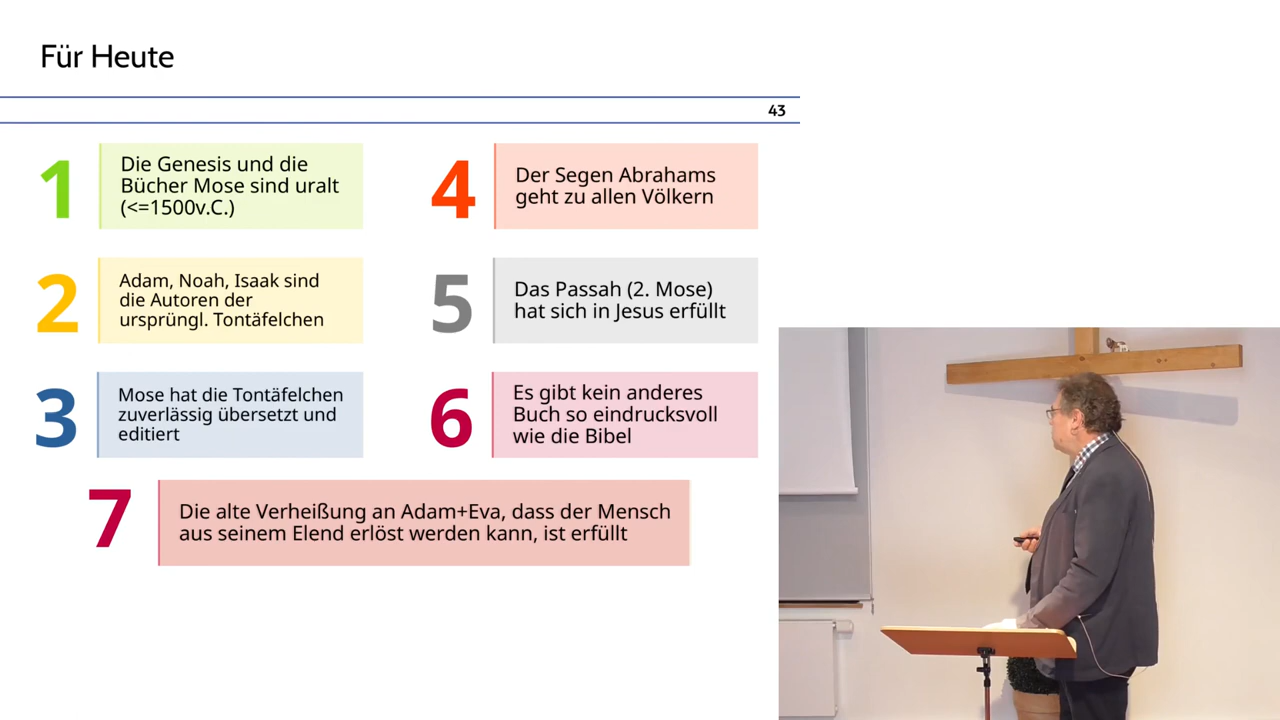 Für Heute
43
1
Die Genesis und die
Bücher Mose sind uralt
(<=1500v.C.)
2
Adam, Noah, Isaak sind
die Autoren der
ursprüngl. Tontäfelchen
3
Mose hat die Tontäfelchen
zuverlässig übersetzt und
editiert
4
Der Segen Abrahams
geht zu allen Völkern
5
Das Passah (2. Mose)
hat sich in Jesus erfüllt
6
Es gibt kein anderes
Buch so eindrucksvoll
wie die Bibel
7
Die alte Verheißung an Adam+Eva, dass der Mensch
aus seinem Elend erlöst werden kann, ist erfüllt